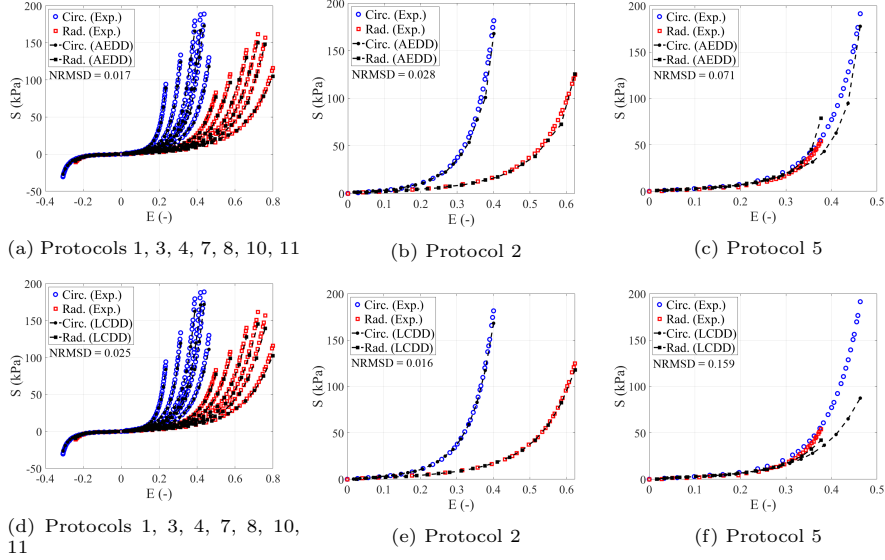 200
150
100
50
0
-50
S (kPa)
Circ. (Exp.)
Rad. (Exp.)
Circ. (AEDD)
Rad. (AEDD)
NRMSD = 0.017
-0.4 -0.2 0 0.2 0.4 0.6 0.8
E (-)
(a) Protocols 1, 3, 4, 7, 8, 10, 11
200
150
100
50
0
S (kPa)
Circ. (Exp.)
Rad. (Exp.)
Circ. (AEDD)
Rad. (AEDD)
NRMSD = 0.028
0 0.1 0.2 0.3 0.4 0.5 0.6
E (-)
(b) Protocol 2
200
150
100
50
0
S (kPa)
Circ. (Exp.)
Rad. (Exp.)
Circ. (AEDD)
Rad. (AEDD)
NRMSD = 0.071
0 0.1 0.2 0.3 0.4 0.5
E (-)
(c) Protocol 5
200
150
100
50
0
-50
S (kPa)
Circ. (Exp.)
Rad. (Exp.)
Circ. (LCDD)
Rad. (LCDD)
NRMSD = 0.025
-0.4 -0.2 0 0.2 0.4 0.6 0.8
E (-)
(d) Protocols 1, 3, 4, 7, 8, 10,
11
200
150
100
50
0
S (kPa)
Circ. (Exp.)
Rad. (Exp.)
Circ. (LCDD)
Rad. (LCDD)
NRMSD = 0.016
0 0.1 0.2 0.3 0.4 0.5 0.6
E (-)
(e) Protocol 2
200
150
100
50
0
S (kPa)
Circ. (Exp.)
Rad. (Exp.)
Circ. (LCDD)
Rad. (LCDD)
NRMSD = 0.159
0 0.1 0.2 0.3 0.4 0.5
E (-)
(f) Protocol 5